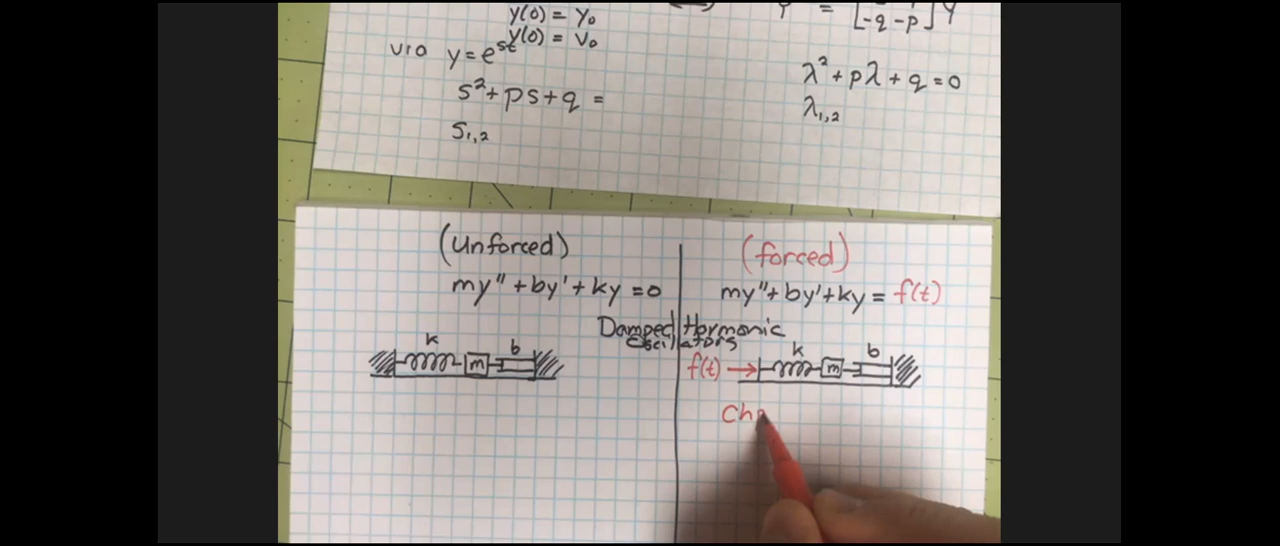 y(0) = y₀
y(0) = v₀
Y = [-q -p] Y
via y = e^st
s² + ps + q =
s₁,₂
λ² + pλ + q = 0
λ₁,₂
(unforced)
my" + by' + ky = 0
(forced)
my" + by' + ky = f(t)
Damped Harmonic
Oscillators
k m b
f(t) → k m b
Ch